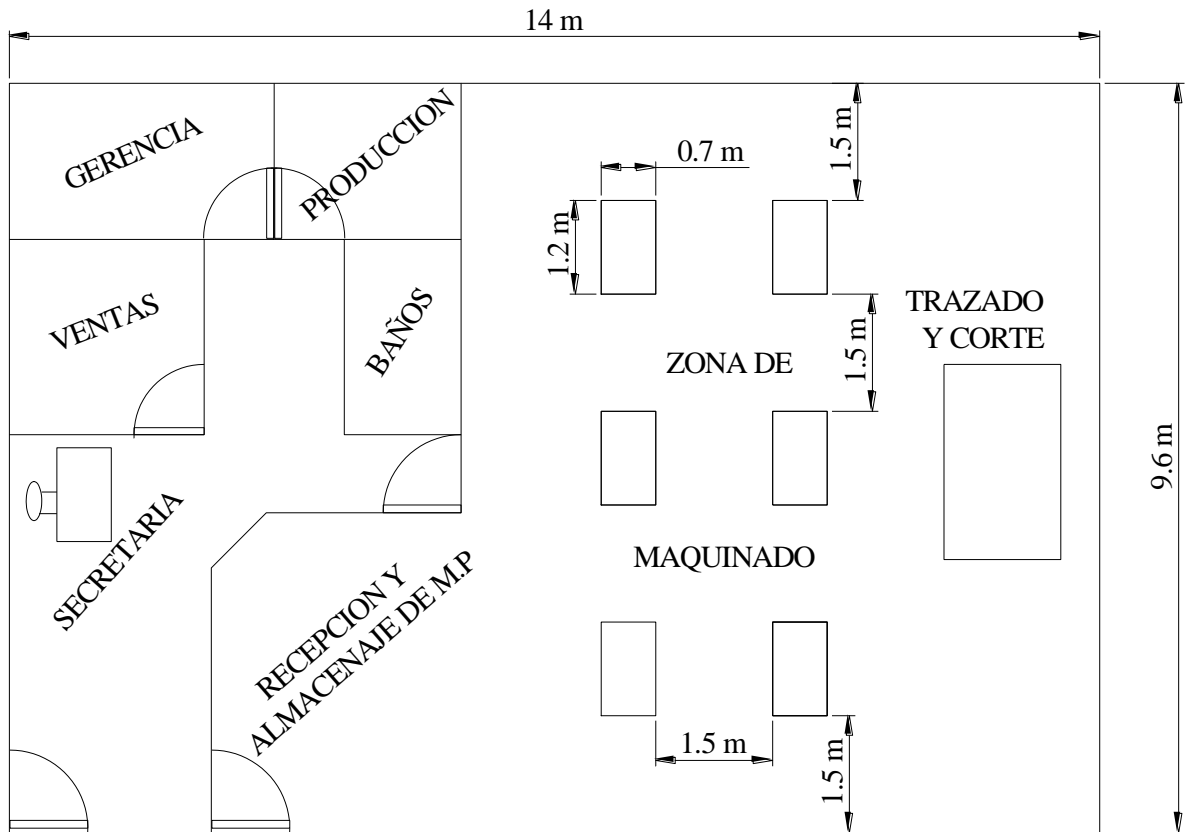 14 m
GERENCIA
PRODUCCION
0.7 m
1.5 m
1.2 m
VENTAS
BAÑOS
TRAZADO
Y CORTE
ZONA DE
1.5 m
9.6 m
SECRETARIA
MAQUINADO
RECEPCION Y
ALMACENAJE DE M.P
1.5 m
1.5 m